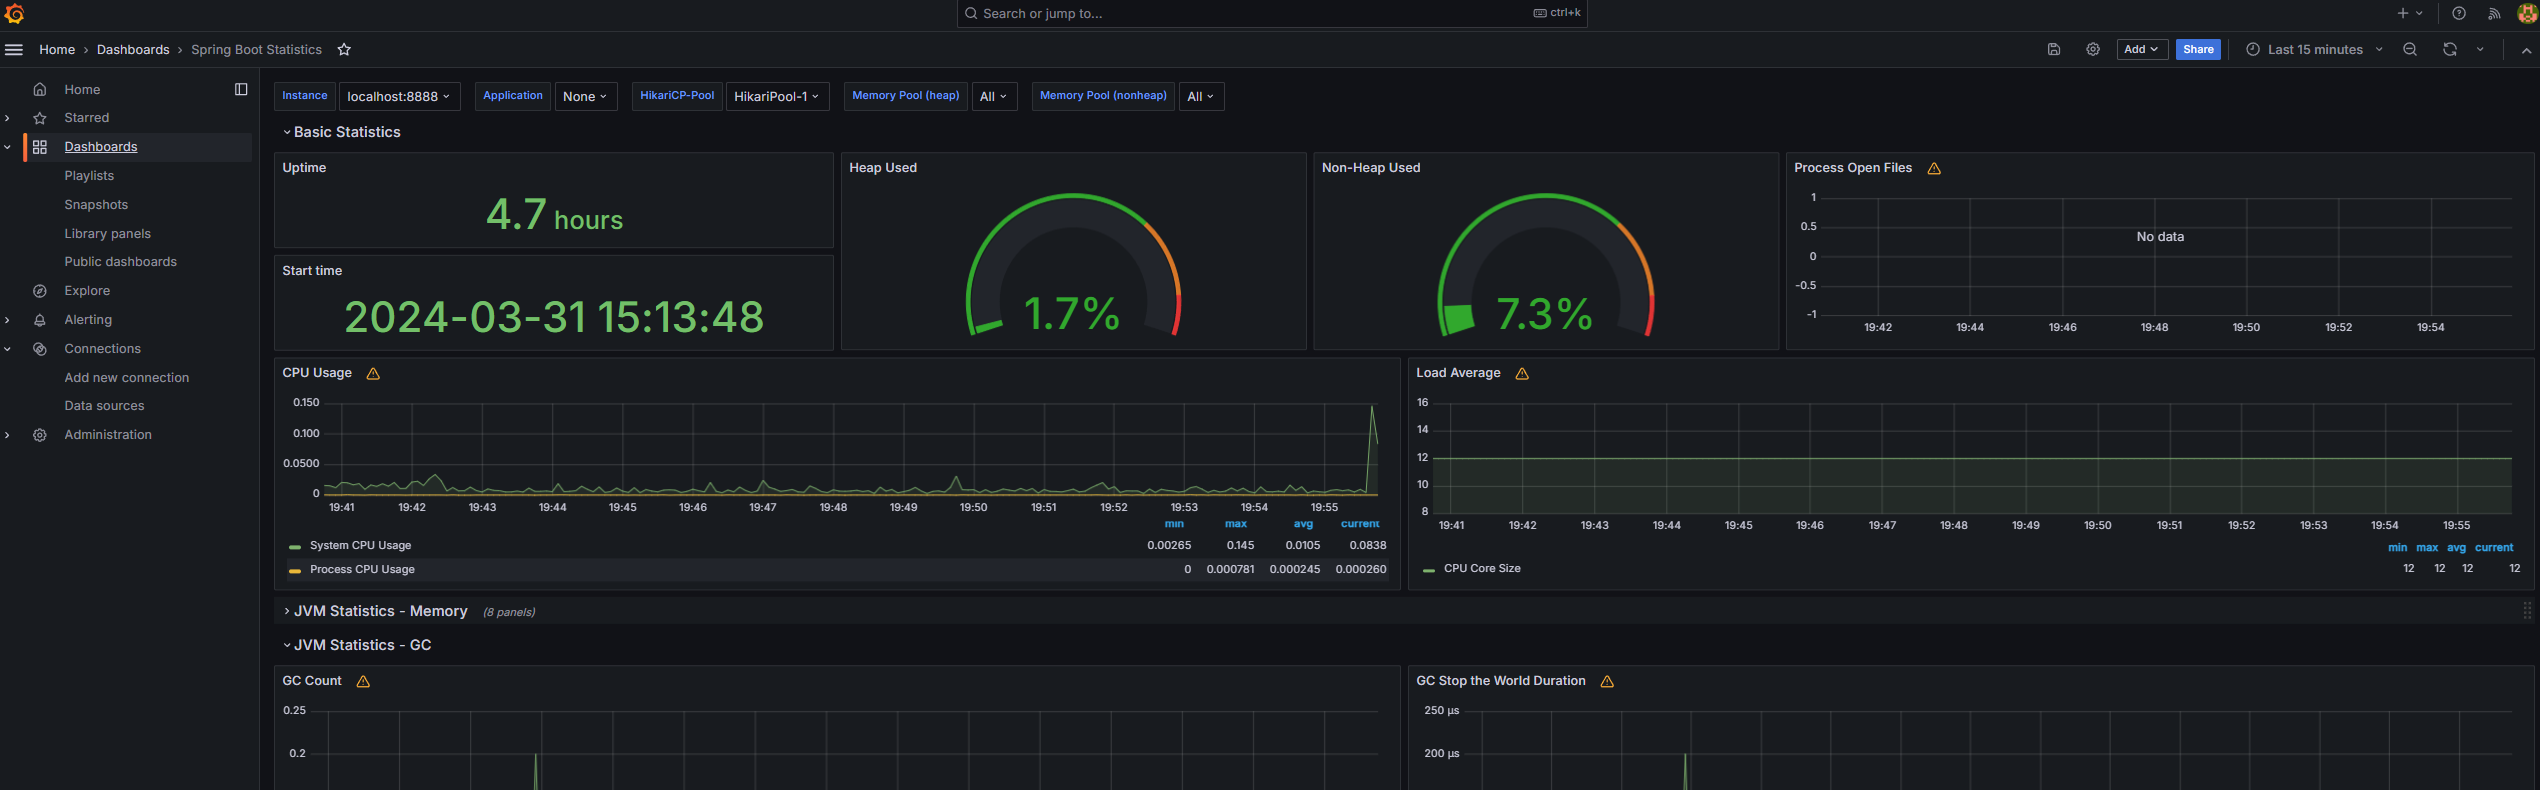 Search or jump to...
ctrl+k
Home
Dashboards
Spring Boot Statistics
Add
Share
Last 15 minutes
Home
Starred
Dashboards
Playlists
Snapshots
Library panels
Public dashboards
Explore
Alerting
Connections
Add new connection
Data sources
Administration
Instance localhost:8888
Application None
HikariCP-Pool HikariPool-1
Memory Pool (heap) All
Memory Pool (nonheap) All
Basic Statistics
Uptime
4.7 hours
Start time
2024-03-31 15:13:48
Heap Used
1.7%
Non-Heap Used
7.3%
Process Open Files
1
0.5
0
-0.5
-1
No data
19:42 19:44 19:46 19:48 19:50 19:52 19:54
CPU Usage
0.150
0.100
0.0500
0
19:41 19:42 19:43 19:44 19:45 19:46 19:47 19:48 19:49 19:50 19:51 19:52 19:53 19:54 19:55
min max avg current
System CPU Usage 0.00265 0.145 0.0105 0.0838
Process CPU Usage 0 0.000781 0.000245 0.000260
Load Average
16
14
12
10
8
19:41 19:42 19:43 19:44 19:45 19:46 19:47 19:48 19:49 19:50 19:51 19:52 19:53 19:54 19:55
min max avg current
CPU Core Size 12 12 12 12
JVM Statistics - Memory (8 panels)
JVM Statistics - GC
GC Count
0.25
0.2
GC Stop the World Duration
250 µs
200 µs